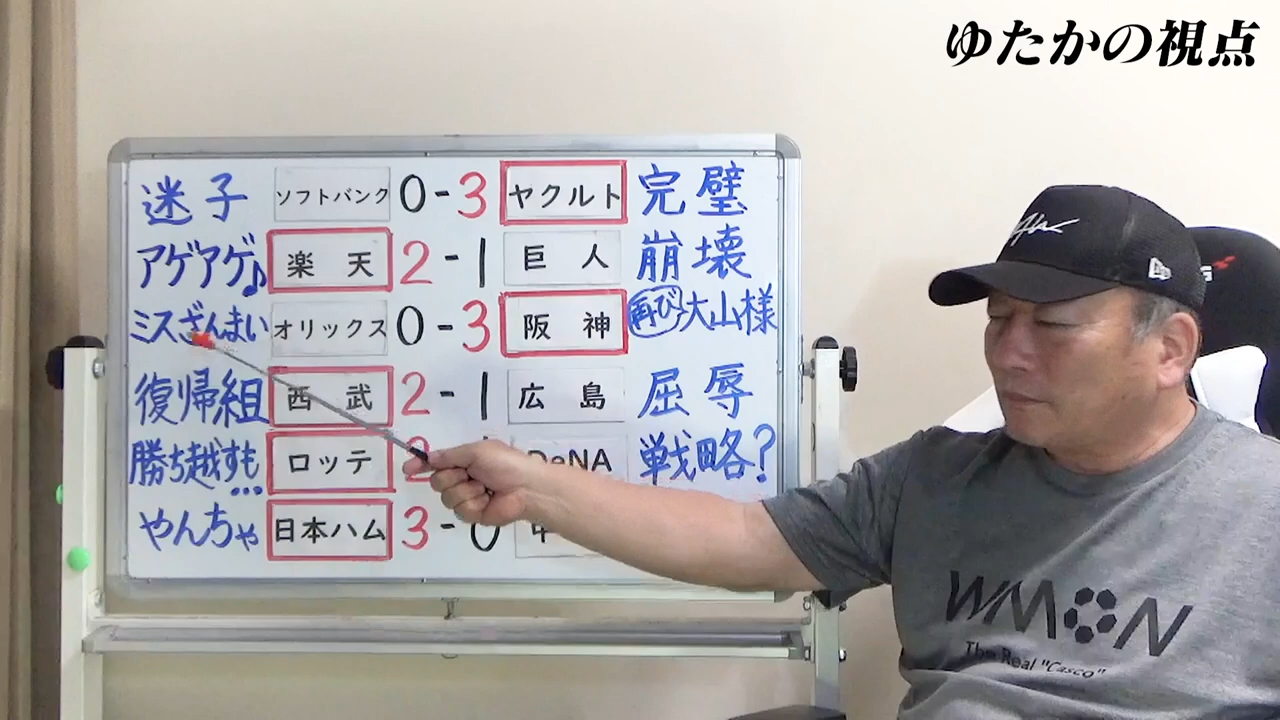 ゆたかの視点
迷子 ソフトバンク 0-3 ヤクルト 完璧
アゲアゲ♪ 楽天 2-1 巨人 崩壊
ミスざんまい オリックス 0-3 阪神 再び 大山様
復帰組 西武 2-1 広島 屈辱
勝ち越すも… ロッテ 2 DeNA 戦略?
やんちゃ 日本ハム 3-0
WMON
The Real "Casco"